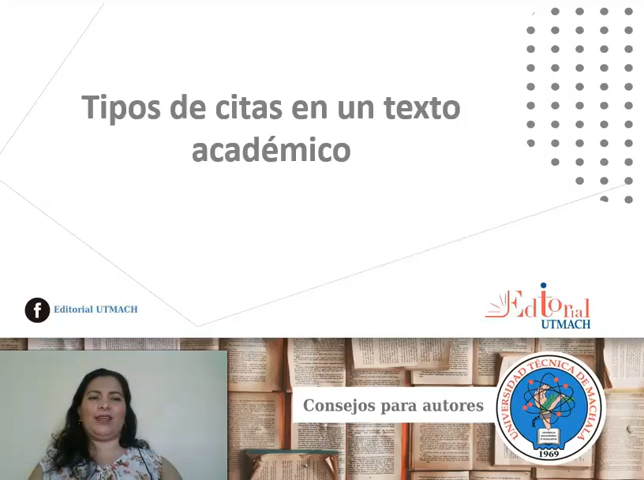 Tipos de citas en un texto
académico
Editorial UTMACH
Editorial
UTMACH
Consejos para autores
UNIVERSIDAD TÉCNICA DE MACHALA
1969